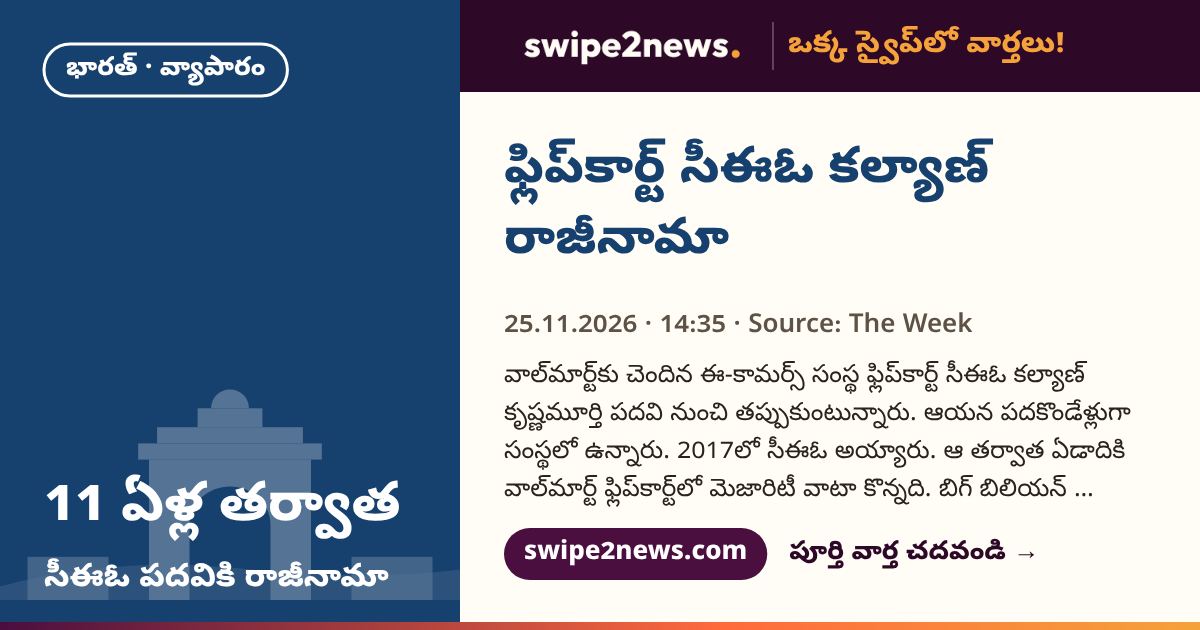 భారత్ · వ్యాపారం
swipe2news.
ఒక్క స్వైప్‌లో వార్తలు!
ఫ్లిప్‌కార్ట్ సీఈఓ కల్యాణ్
రాజీనామా
25.11.2026 · 14:35 · Source: The Week
వాల్‌మార్ట్‌కు చెందిన ఈ-కామర్స్ సంస్థ ఫ్లిప్‌కార్ట్ సీఈఓ కల్యాణ్
కృష్ణమూర్తి పదవి నుంచి తప్పుకుంటున్నారు. ఆయన పదకొండేళ్లుగా
సంస్థలో ఉన్నారు. 2017లో సీఈఓ అయ్యారు. ఆ తర్వాత ఏడాదికి
వాల్‌మార్ట్ ఫ్లిప్‌కార్ట్‌లో మెజారిటీ వాటా కొన్నది. బిగ్ బిలియన్ ...
11 ఏళ్ల తర్వాత
సీఈఓ పదవికి రాజీనామా
swipe2news.com
పూర్తి వార్త చదవండి →